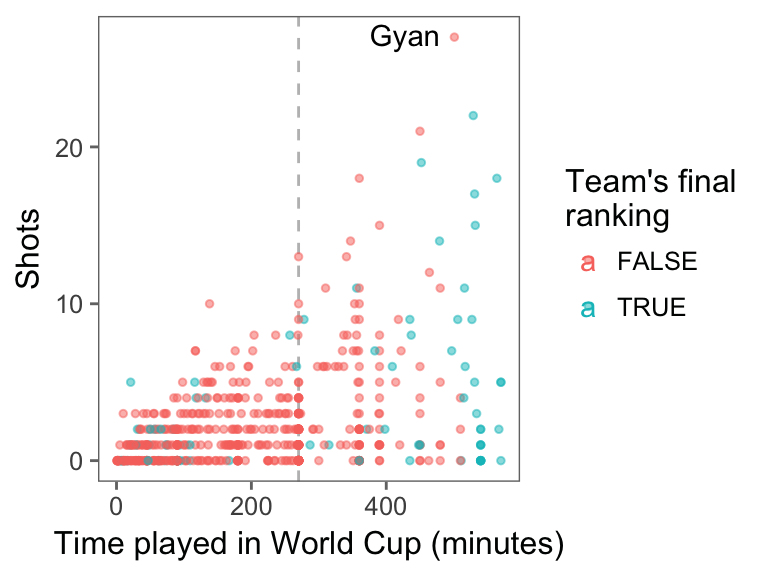 Gyan
20
10
0
Shots
0 200 400
Time played in World Cup (minutes)
Team's final
ranking
a FALSE
a TRUE